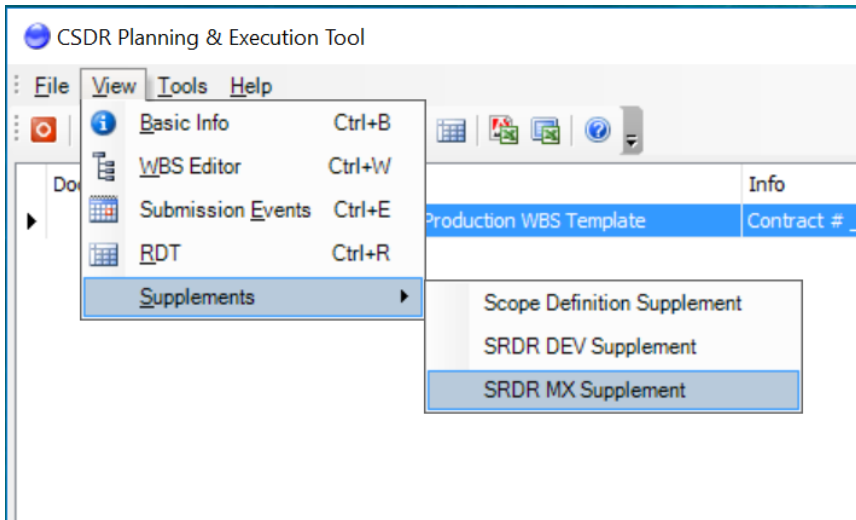 CSDR Planning & Execution Tool
File View Tools Help
Basic Info Ctrl+B
WBS Editor Ctrl+W
Doc Info
Submission Events Ctrl+E
Production WBS Template Contract # _
RDT Ctrl+R
Supplements
Scope Definition Supplement
SRDR DEV Supplement
SRDR MX Supplement